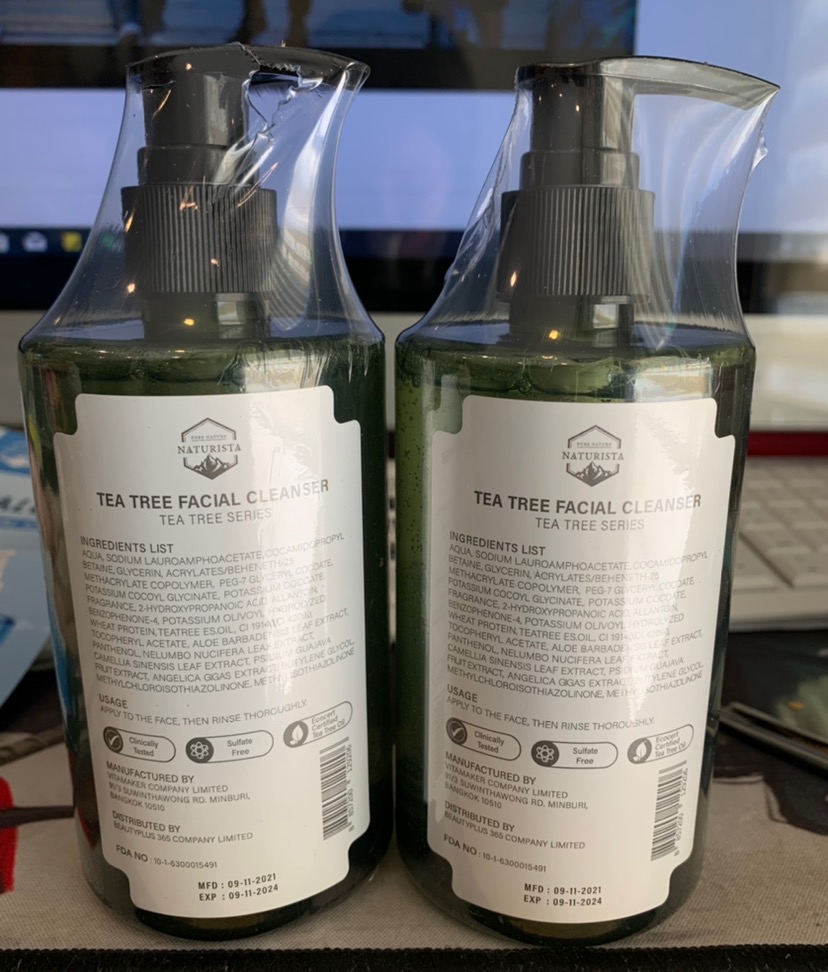 PURE NATURE
NATURISTA
TEA TREE FACIAL CLEANSER
TEA TREE SERIES
INGREDIENTS LIST
AQUA, SODIUM LAUROAMPHOACETATE, COCAMIDOPROPYL
BETAINE, GLYCERIN, ACRYLATES/BEHENETH-25
METHACRYLATE COPOLYMER, PEG-7 GLYCERYL COCOATE,
POTASSIUM COCOYL GLYCINATE, POTASSIUM COCOATE,
FRAGRANCE, 2-HYDROXYPROPANOIC ACID, ALLANTOIN,
BENZOPHENONE-4, POTASSIUM OLIVOYL HYDROLYZED
WHEAT PROTEIN, TEATREE ES.OIL, CI 19140,
TOCOPHERYL ACETATE, ALOE BARBADENSIS LEAF EXTRACT,
PANTHENOL, NELUMBO NUCIFERA LEAF EXTRACT,
CAMELLIA SINENSIS LEAF EXTRACT, PSIDIUM GUAJAVA
FRUIT EXTRACT, ANGELICA GIGAS EXTRACT, BUTYLENE GLYCOL,
METHYLCHLOROISOTHIAZOLINONE, METHYLISOTHIAZOLINONE
USAGE
APPLY TO THE FACE, THEN RINSE THOROUGHLY.
Clinically
Tested
Sulfate
Free
Ecocert
Certified
Tea Tree Oil
MANUFACTURED BY
VITAMAKER COMPANY LIMITED
91/3 SUWINTHAWONG RD. MINBURI,
BANGKOK 10510
DISTRIBUTED BY
BEAUTYPLUS 365 COMPANY LIMITED
FDA NO : 10-1-6300015491
MFD : 09-11-2021
EXP : 09-11-2024
PURE NATURE
NATURISTA
TEA TREE FACIAL CLEANSER
TEA TREE SERIES
INGREDIENTS LIST
AQUA, SODIUM LAUROAMPHOACETATE, COCAMIDOPROPYL
BETAINE, GLYCERIN, ACRYLATES/BEHENETH-25
METHACRYLATE COPOLYMER, PEG-7 GLYCERYL COCOATE,
POTASSIUM COCOYL GLYCINATE, POTASSIUM COCOATE,
FRAGRANCE, 2-HYDROXYPROPANOIC ACID, ALLANTOIN,
BENZOPHENONE-4, POTASSIUM OLIVOYL HYDROLYZED
WHEAT PROTEIN, TEATREE ES.OIL, CI 19140,
TOCOPHERYL ACETATE, ALOE BARBADENSIS LEAF EXTRACT,
PANTHENOL, NELUMBO NUCIFERA LEAF EXTRACT,
CAMELLIA SINENSIS LEAF EXTRACT, PSIDIUM GUAJAVA
FRUIT EXTRACT, ANGELICA GIGAS EXTRACT, BUTYLENE GLYCOL,
METHYLCHLOROISOTHIAZOLINONE, METHYLISOTHIAZOLINONE
USAGE
APPLY TO THE FACE, THEN RINSE THOROUGHLY.
Clinically
Tested
Sulfate
Free
Ecocert
Certified
Tea Tree Oil
MANUFACTURED BY
VITAMAKER COMPANY LIMITED
91/3 SUWINTHAWONG RD. MINBURI,
BANGKOK 10510
DISTRIBUTED BY
BEAUTYPLUS 365 COMPANY LIMITED
FDA NO : 10-1-6300015491
MFD : 09-11-2021
EXP : 09-11-2024